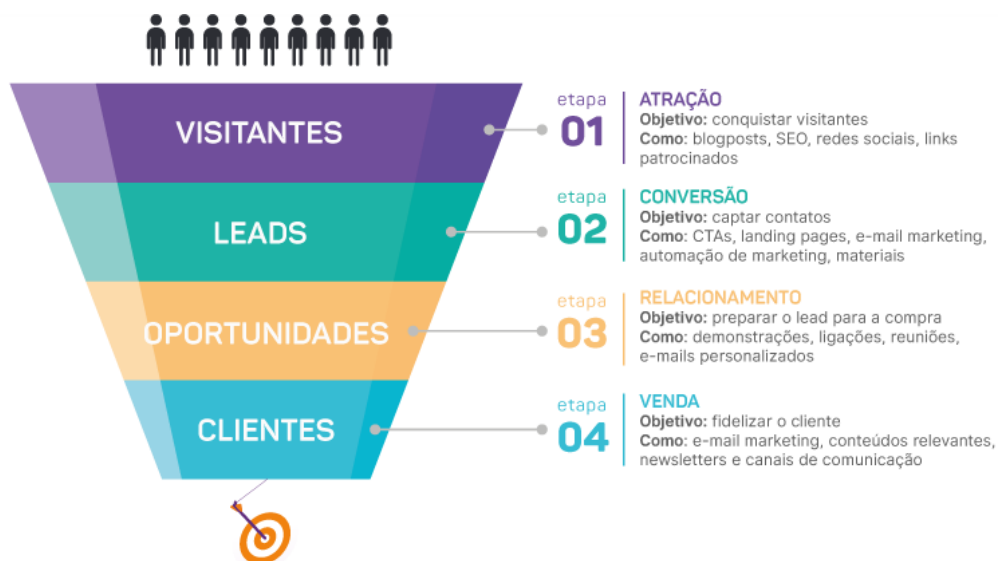 VISITANTES
etapa
01
ATRAÇÃO
Objetivo: conquistar visitantes
Como: blogposts, SEO, redes sociais, links
patrocinados
LEADS
etapa
02
CONVERSÃO
Objetivo: captar contatos
Como: CTAs, landing pages, e-mail marketing,
automação de marketing, materiais
OPORTUNIDADES
etapa
03
RELACIONAMENTO
Objetivo: preparar o lead para a compra
Como: demonstrações, ligações, reuniões,
e-mails personalizados
CLIENTES
etapa
04
VENDA
Objetivo: fidelizar o cliente
Como: e-mail marketing, conteúdos relevantes,
newsletters e canais de comunicação